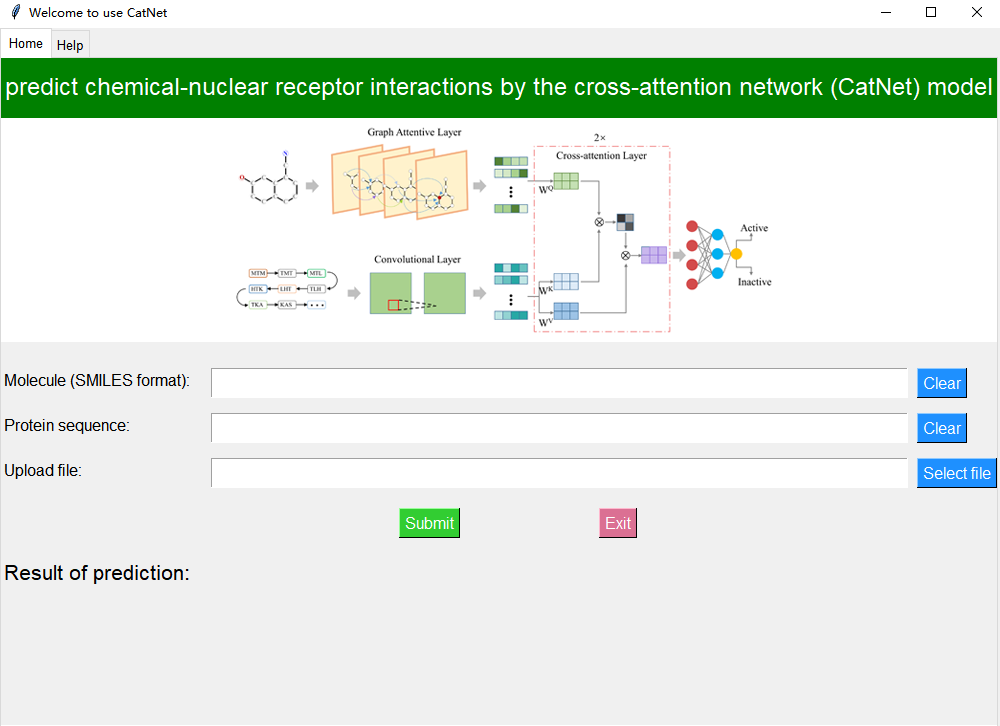 Welcome to use CatNet
Home
Help
predict chemical-nuclear receptor interactions by the cross-attention network (CatNet) model
Graph Attentive Layer
2×
Cross-attention Layer
N
O
W^Q
Active
Inactive
Convolutional Layer
MTM TMT MTL
HTK LHT TLH
TKA KAS • • •
W^K
W^V
Molecule (SMILES format):
Clear
Protein sequence:
Clear
Upload file:
Select file
Submit
Exit
Result of prediction: